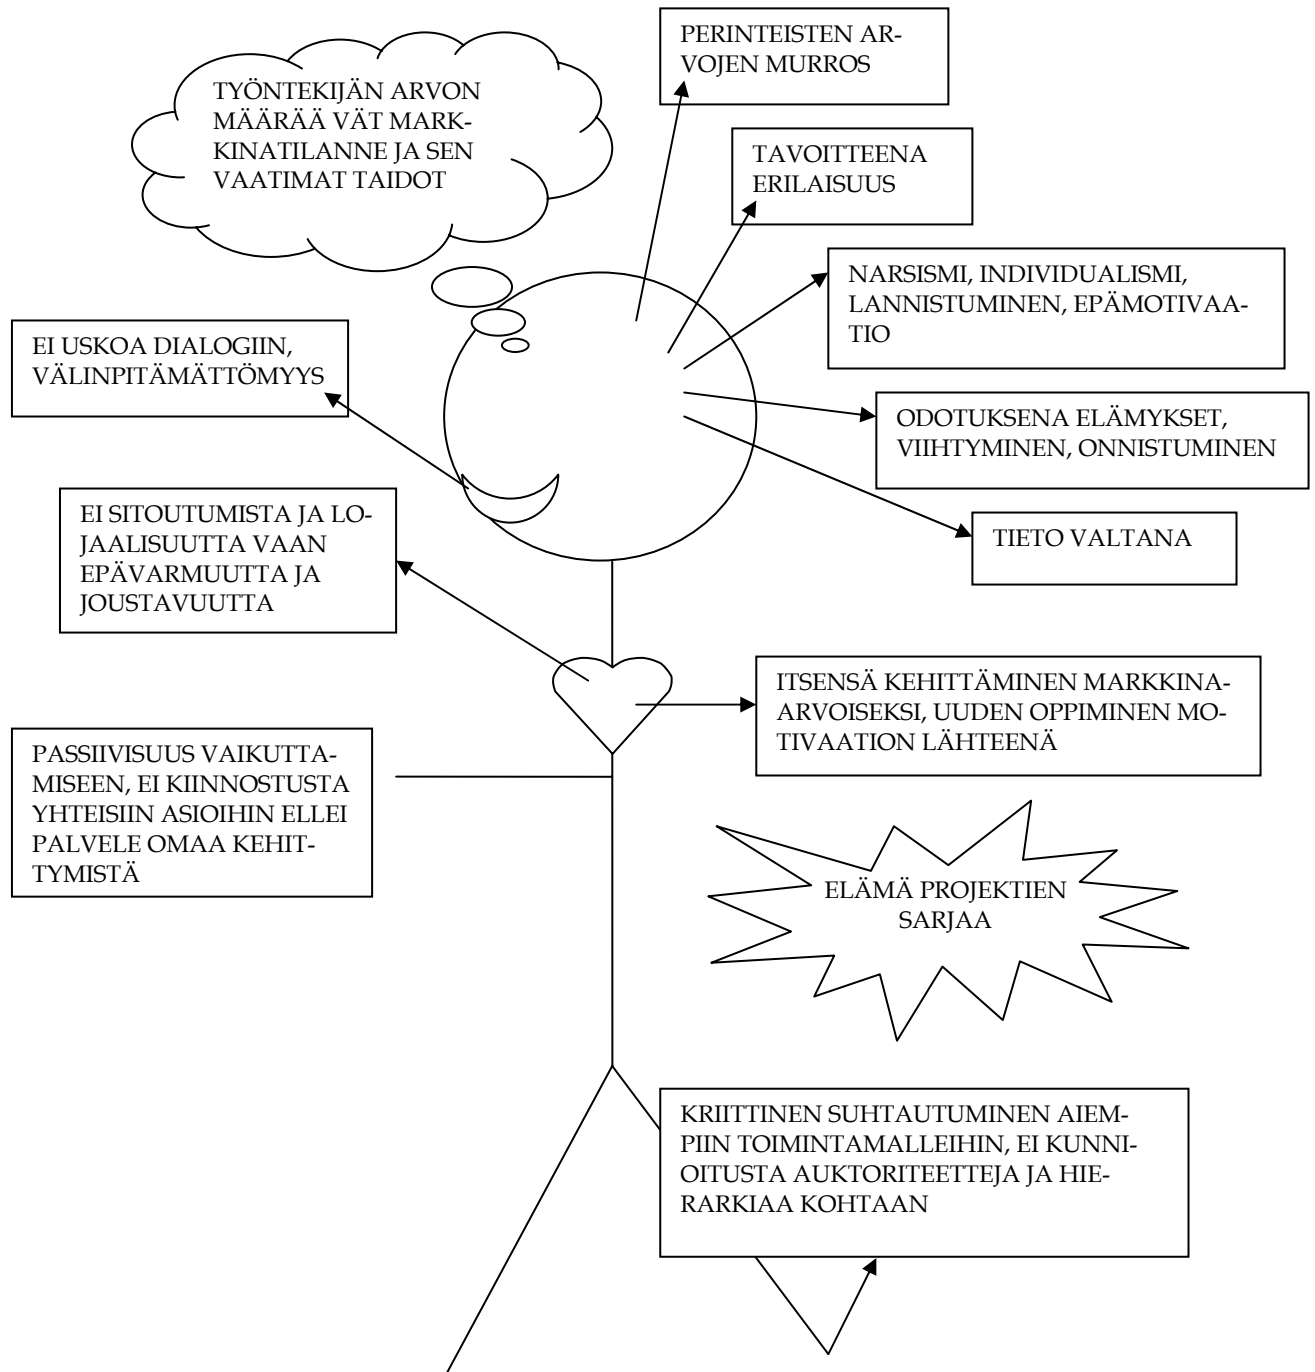 PERINTEISTEN AR-
VOJEN MURROS
TYÖNTEKIJÄN ARVON
MÄÄRÄÄ VÄT MARK-
KINATILANNE JA SEN
VAATIMAT TAIDOT
TAVOITTEENA
ERILAISUUS
NARSISMI, INDIVIDUALISMI,
LANNISTUMINEN, EPÄMOTIVAA-
TIO
EI USKOA DIALOGIIN,
VÄLINPITÄMÄTTÖMYYS
ODOTUKSENA ELÄMYKSET,
VIIHTYMINEN, ONNISTUMINEN
EI SITOUTUMISTA JA LO-
JAALISUUTTA VAAN
EPÄVARMUUTTA JA
JOUSTAVUUTTA
TIETO VALTANA
ITSENSÄ KEHITTÄMINEN MARKKINA-
ARVOISEKSI, UUDEN OPPIMINEN MO-
TIVAATION LÄHTEENÄ
PASSIIVISUUS VAIKUTTA-
MISEEN, EI KIINNOSTUSTA
YHTEISIIN ASIOIHIN ELLEI
PALVELE OMAA KEHIT-
TYMISTÄ
ELÄMÄ PROJEKTIEN
SARJAA
KRIITTINEN SUHTAUTUMINEN AIEM-
PIIN TOIMINTAMALLEIHIN, EI KUNNI-
OITUSTA AUKTORITEETTEJA JA HIE-
RARKIAA KOHTAAN